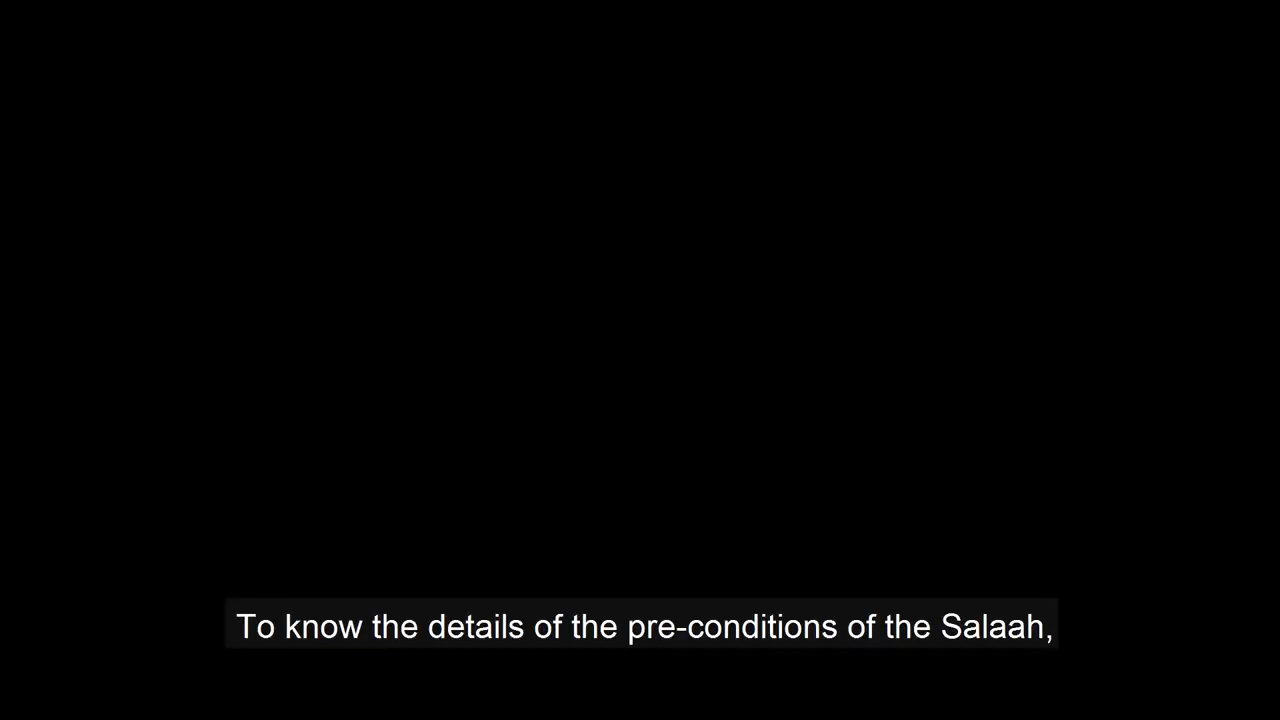 To know the details of the pre-conditions of the Salaah,